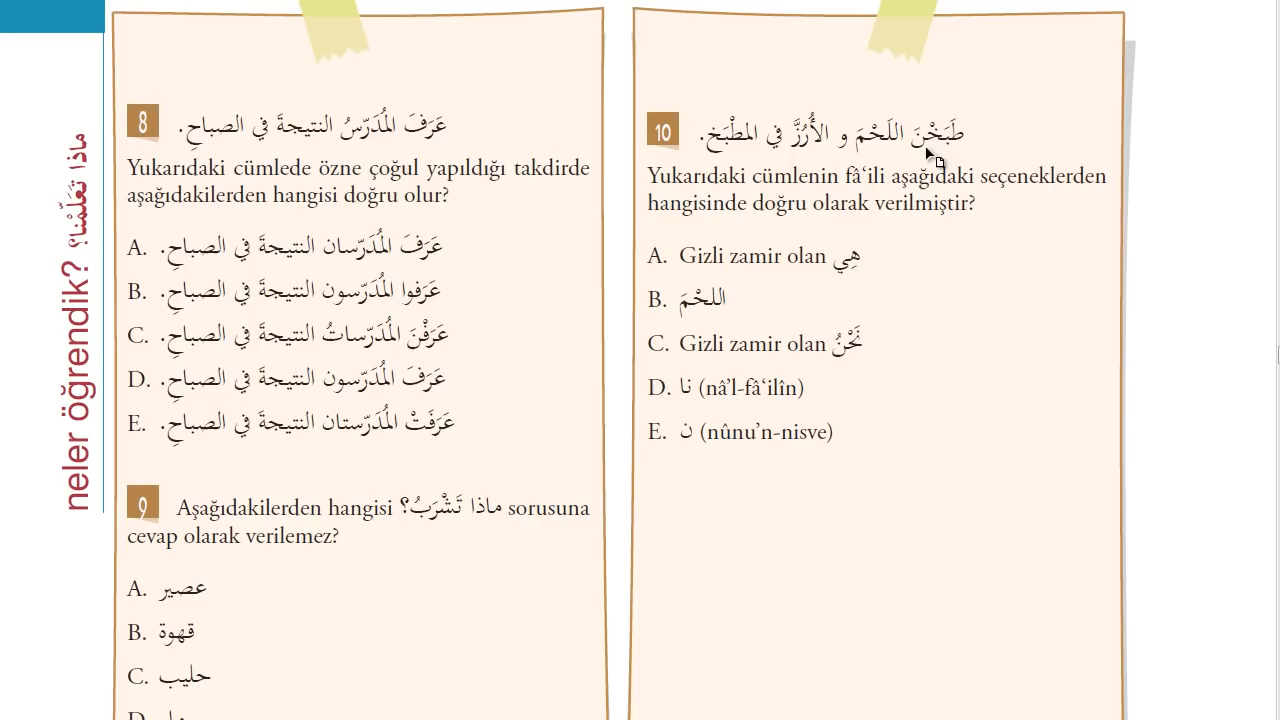 neler öğrendik? ماذا تَعَلَّمْنا؟
8 عَرَفَ المُدَرّسُ النتيجةَ في الصباحِ.
Yukarıdaki cümlede özne çoğul yapıldığı takdirde
aşağıdakilerden hangisi doğru olur?
A. عَرَفَ المُدَرّسان النتيجةَ في الصباحِ.
B. عَرَفوا المُدَرّسون النتيجةَ في الصباحِ.
C. عَرَفْنَ المُدَرّساتُ النتيجةَ في الصباحِ.
D. عَرَفَ المُدَرّسون النتيجةَ في الصباحِ.
E. عَرَفَتْ المُدَرّستان النتيجةَ في الصباحِ.
9 Aşağıdakilerden hangisi ماذا تَشْرَبُ؟ sorusuna
cevap olarak verilemez?
A. عصير
B. قهوة
C. حليب
D.
10 طَبَخْنَ اللَحْمَ و الأُرُزَّ في المطْبَخ.
Yukarıdaki cümlenin fâ‘ili aşağıdaki seçeneklerden
hangisinde doğru olarak verilmiştir?
A. Gizli zamir olan هِي
B. اللحْمَ
C. Gizli zamir olan نَحْنُ
D. نا (nâ’l-fâ‘ilîn)
E. ن (nûnu’n-nisve)